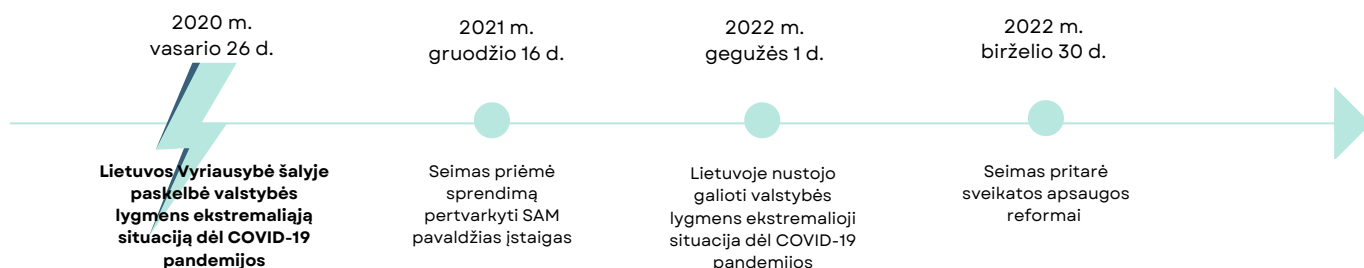 2020 m.
vasario 26 d.
Lietuvos Vyriausybė šalyje
paskelbė valstybės
lygmens ekstremaliąją
situaciją dėl COVID-19
pandemijos
2021 m.
gruodžio 16 d.
Seimas priėmė
sprendimą
pertvarkyti SAM
pavaldžias įstaigas
2022 m.
gegužės 1 d.
Lietuvoje nustojo
galioti valstybės
lygmens ekstremalioji
situacija dėl COVID-19
pandemijos
2022 m.
birželio 30 d.
Seimas pritarė
sveikatos apsaugos
reformai